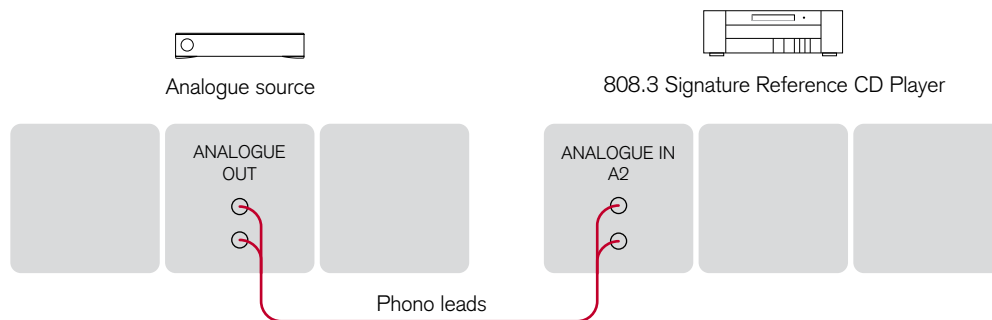 Analogue source
808.3 Signature Reference CD Player
ANALOGUE
OUT
ANALOGUE IN
A2
Phono leads